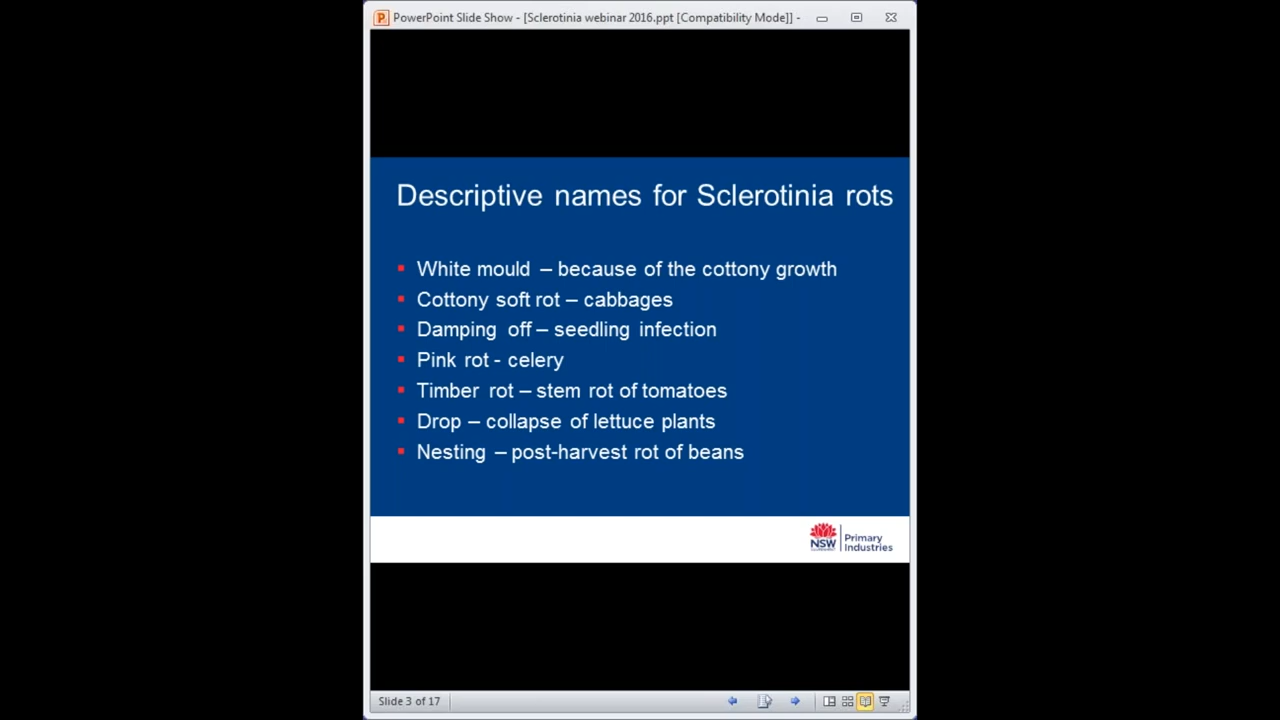 PowerPoint Slide Show - [Sclerotinia webinar 2016.ppt [Compatibility Mode]] -
Descriptive names for Sclerotinia rots
▪ White mould – because of the cottony growth
▪ Cottony soft rot – cabbages
▪ Damping off – seedling infection
▪ Pink rot - celery
▪ Timber rot – stem rot of tomatoes
▪ Drop – collapse of lettuce plants
▪ Nesting – post-harvest rot of beans
NSW
Primary
Industries
Slide 3 of 17